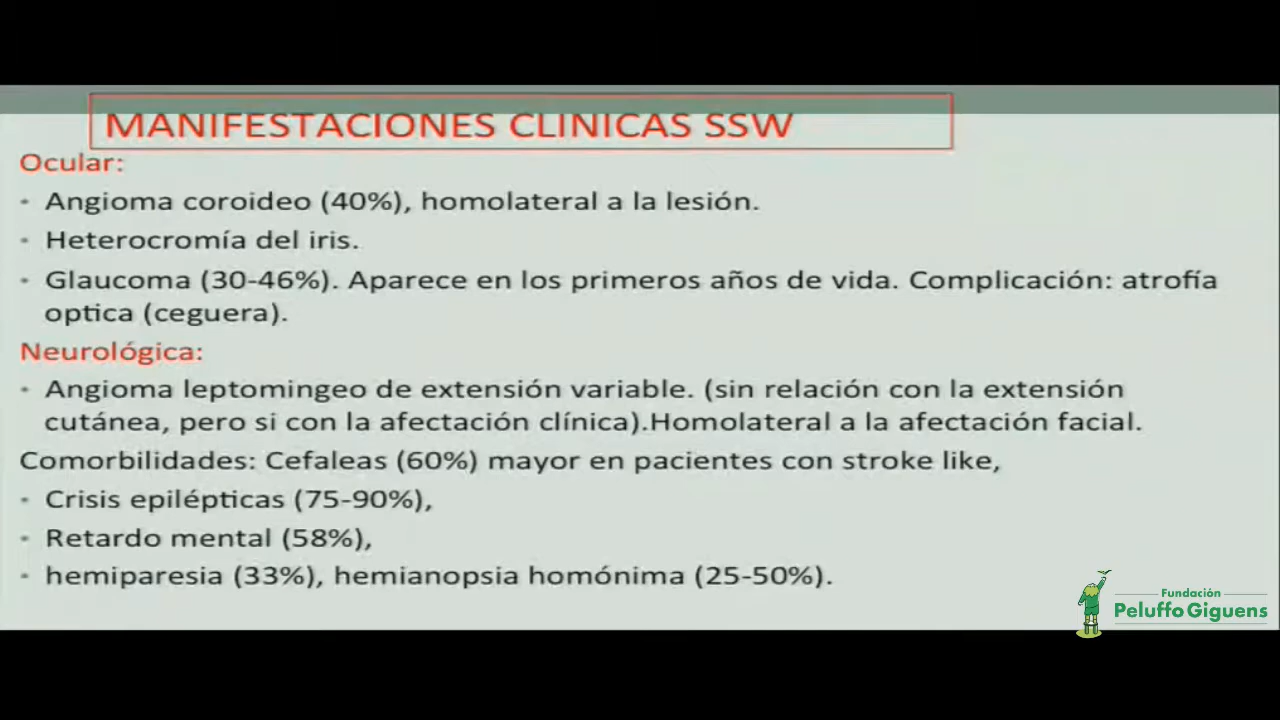 MANIFESTACIONES CLINICAS SSW
Ocular:
• Angioma coroideo (40%), homolateral a la lesión.
• Heterocromía del iris.
• Glaucoma (30-46%). Aparece en los primeros años de vida. Complicación: atrofía
optica (ceguera).
Neurológica:
• Angioma leptomingeo de extensión variable. (sin relación con la extensión
cutánea, pero si con la afectación clínica).Homolateral a la afectación facial.
Comorbilidades: Cefaleas (60%) mayor en pacientes con stroke like,
• Crisis epilépticas (75-90%),
• Retardo mental (58%),
• hemiparesia (33%), hemianopsia homónima (25-50%).
Fundación
Peluffo Giguens